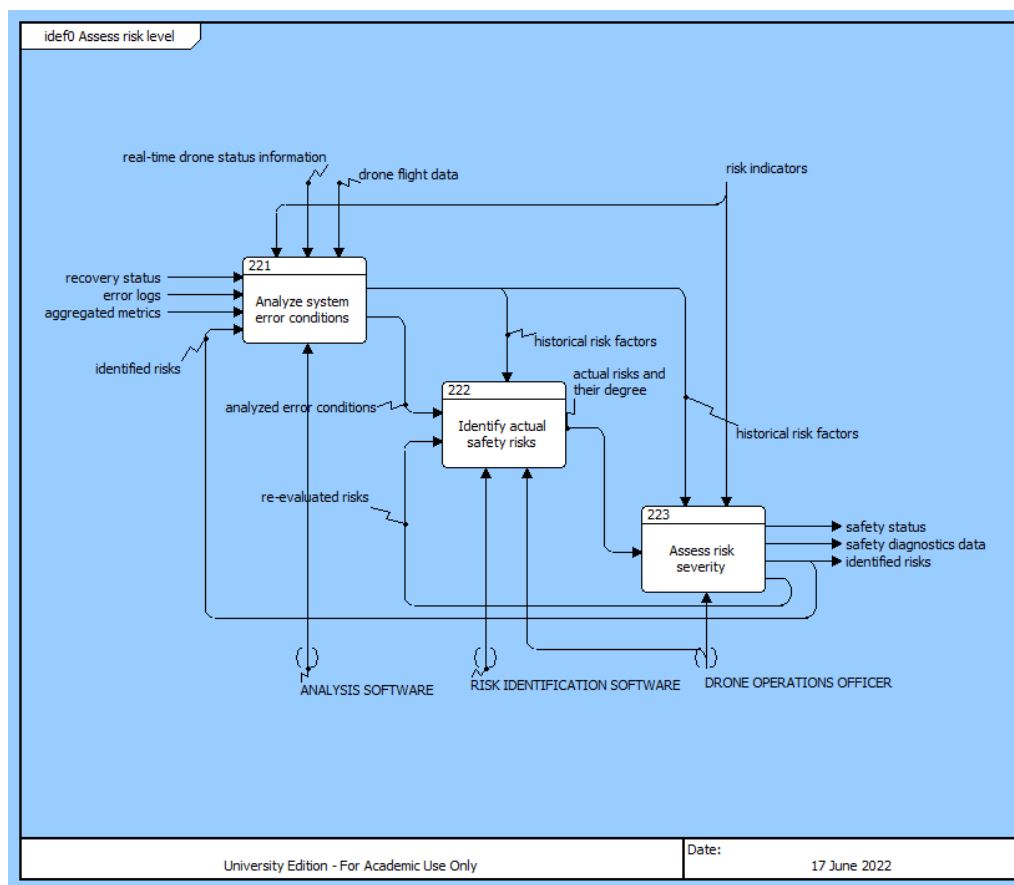 idef0 Assess risk level
real-time drone status information
drone flight data
risk indicators
221
Analyze system
error conditions
recovery status
error logs
aggregated metrics
identified risks
historical risk factors
actual risks and
their degree
222
Identify actual
safety risks
analyzed error conditions
historical risk factors
re-evaluated risks
223
Assess risk
severity
safety status
safety diagnostics data
identified risks
ANALYSIS SOFTWARE
RISK IDENTIFICATION SOFTWARE
DRONE OPERATIONS OFFICER
University Edition - For Academic Use Only
Date:
17 June 2022